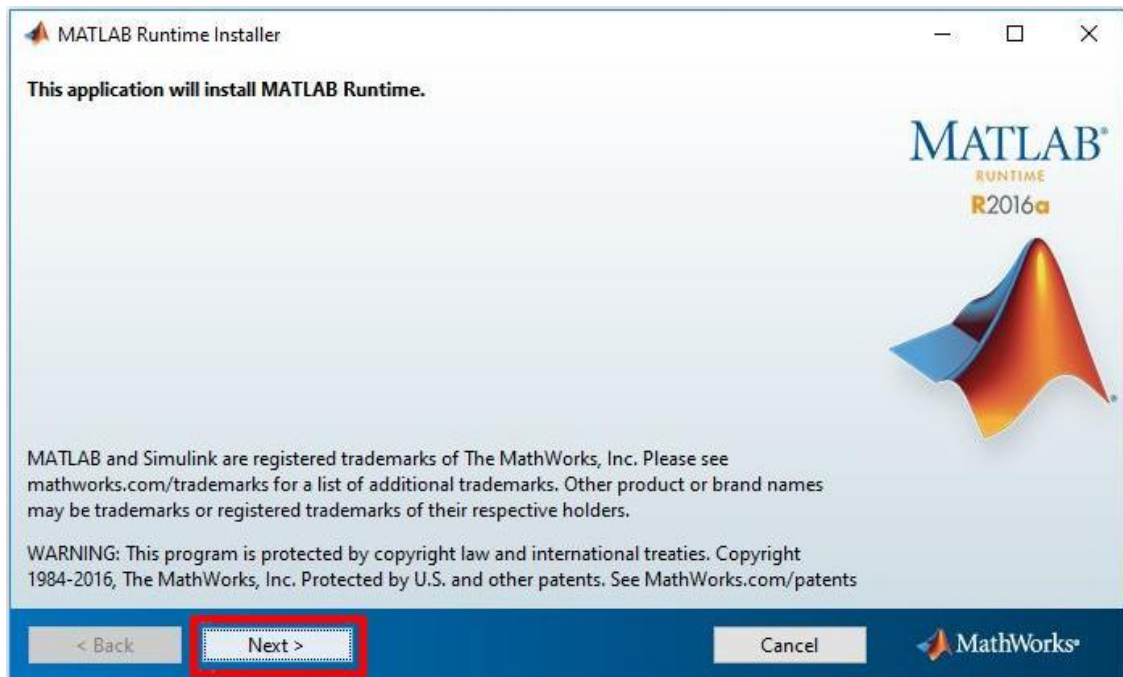 MATLAB Runtime Installer
This application will install MATLAB Runtime.
MATLAB®
RUNTIME
R2016a
MATLAB and Simulink are registered trademarks of The MathWorks, Inc. Please see
mathworks.com/trademarks for a list of additional trademarks. Other product or brand names
may be trademarks or registered trademarks of their respective holders.
WARNING: This program is protected by copyright law and international treaties. Copyright
1984-2016, The MathWorks, Inc. Protected by U.S. and other patents. See MathWorks.com/patents
< Back Next > Cancel MathWorks®